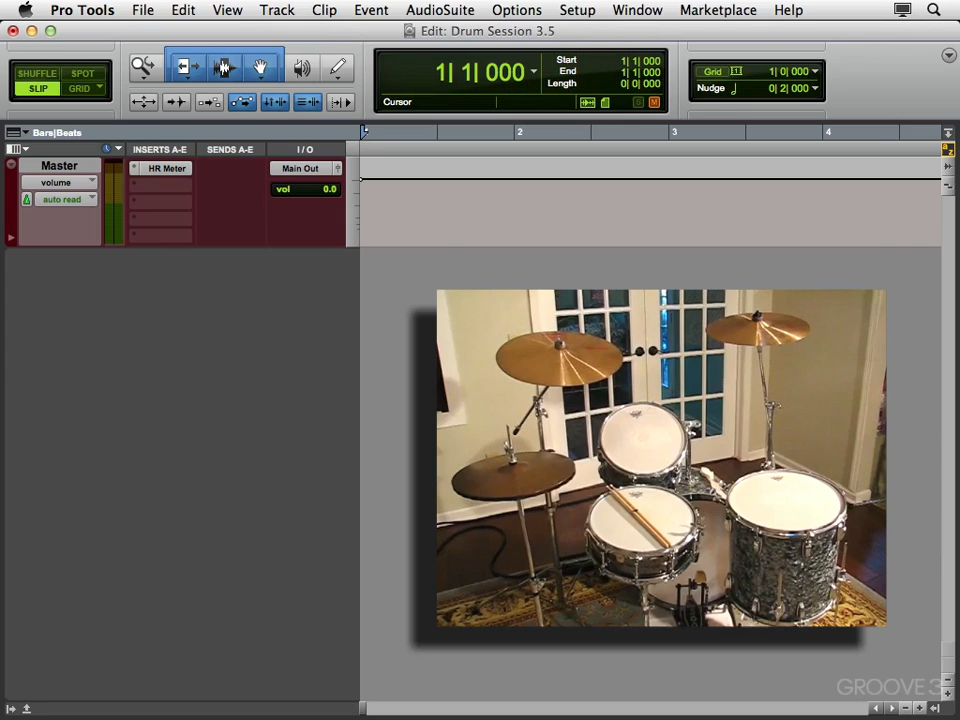 Pro Tools File Edit View Track Clip Event AudioSuite Options Setup Window Marketplace Help
Edit: Drum Session 3.5
SHUFFLE SPOT
SLIP GRID
1| 1| 000
Start 1| 1| 000
End 1| 1| 000
Length 0| 0| 000
Cursor
Grid 1| 0| 000
Nudge 0| 2| 000
Bars|Beats
2 3 4
INSERTS A-E SENDS A-E I / O
a z
Master
HR Meter
Main Out
volume
vol 0.0
auto read
GROOVE3